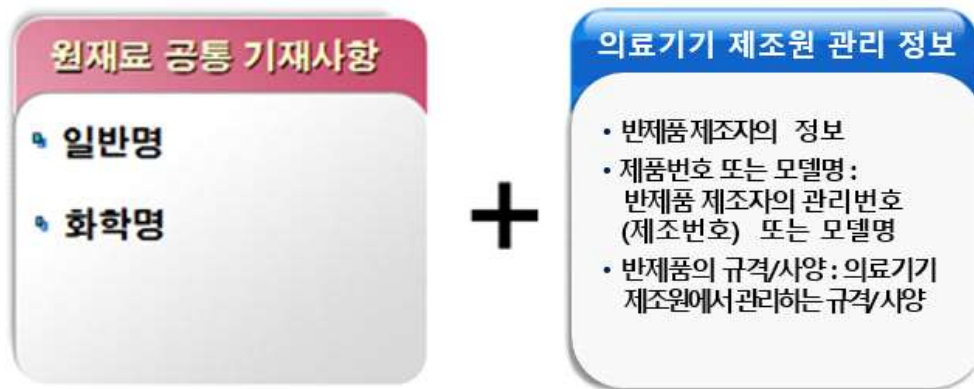 원재료 공통 기재사항
일반명
화학명
+
의료기기 제조원 관리 정보
• 반제품 제조자의 정보
• 제품번호 또는 모델명 :
반제품 제조자의 관리번호
(제조번호) 또는 모델명
• 반제품의 규격/사양 : 의료기기
제조원에서 관리하는 규격/사양